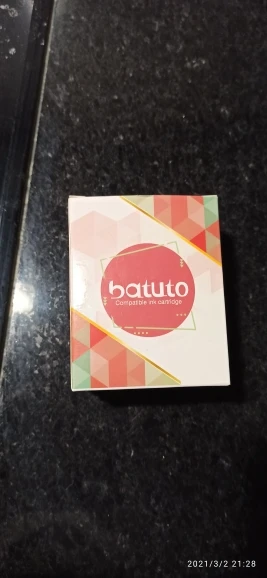 batuto
Compatible ink cartridge
2021/3/2 21:28